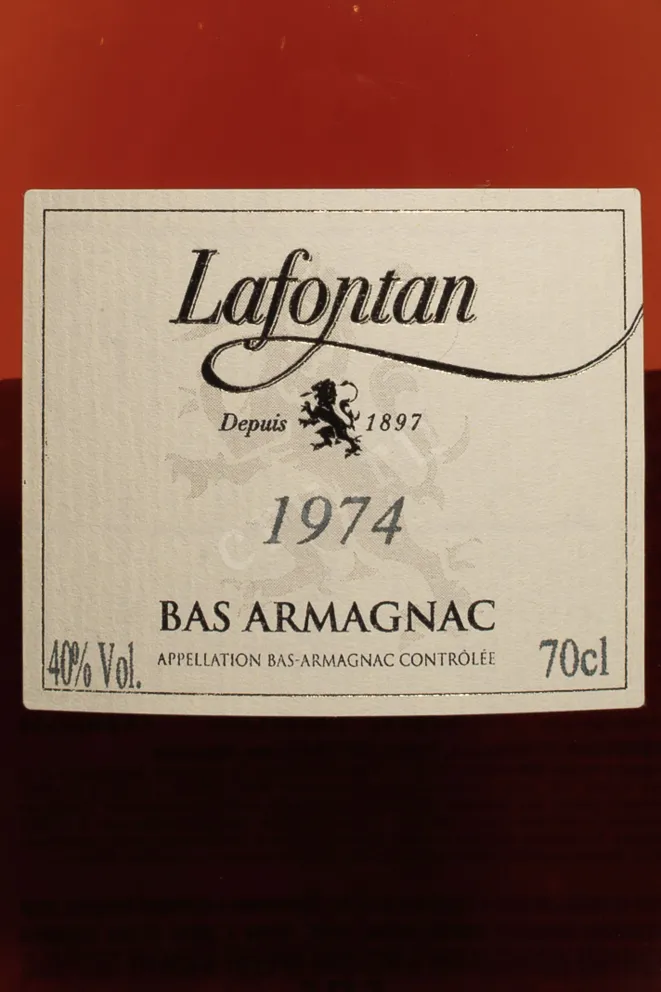 Lafontan
Depuis 1897
1974
BAS ARMAGNAC
40% Vol. APPELLATION BAS-ARMAGNAC CONTRÔLÉE 70cl